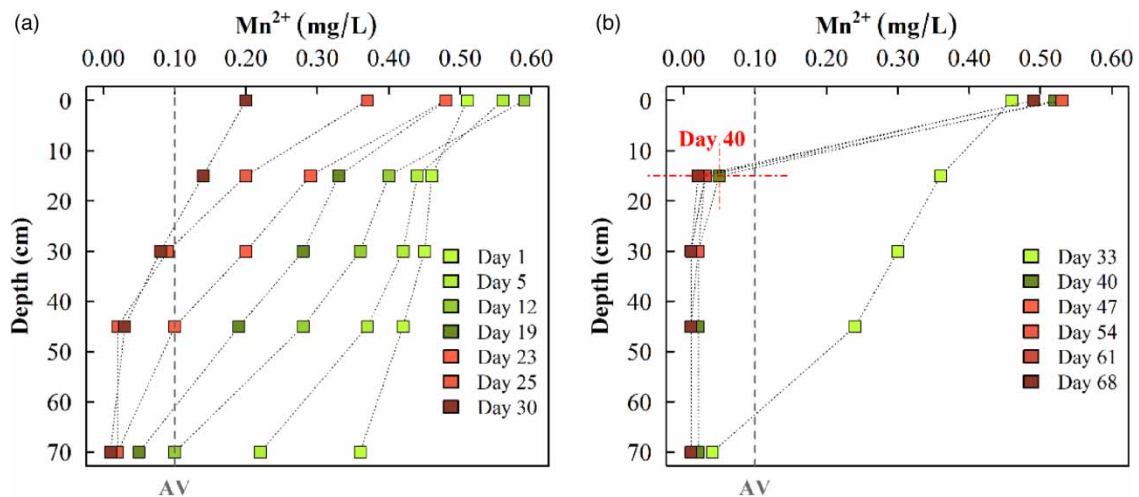 (a)
Mn²⁺ (mg/L)
0.00 0.10 0.20 0.30 0.40 0.50 0.60
Depth (cm)
0
10
20
30
40
50
60
70
Day 1
Day 5
Day 12
Day 19
Day 23
Day 25
Day 30
AV
(b)
Mn²⁺ (mg/L)
0.00 0.10 0.20 0.30 0.40 0.50 0.60
Depth (cm)
0
10
20
30
40
50
60
70
Day 40
Day 33
Day 40
Day 47
Day 54
Day 61
Day 68
AV